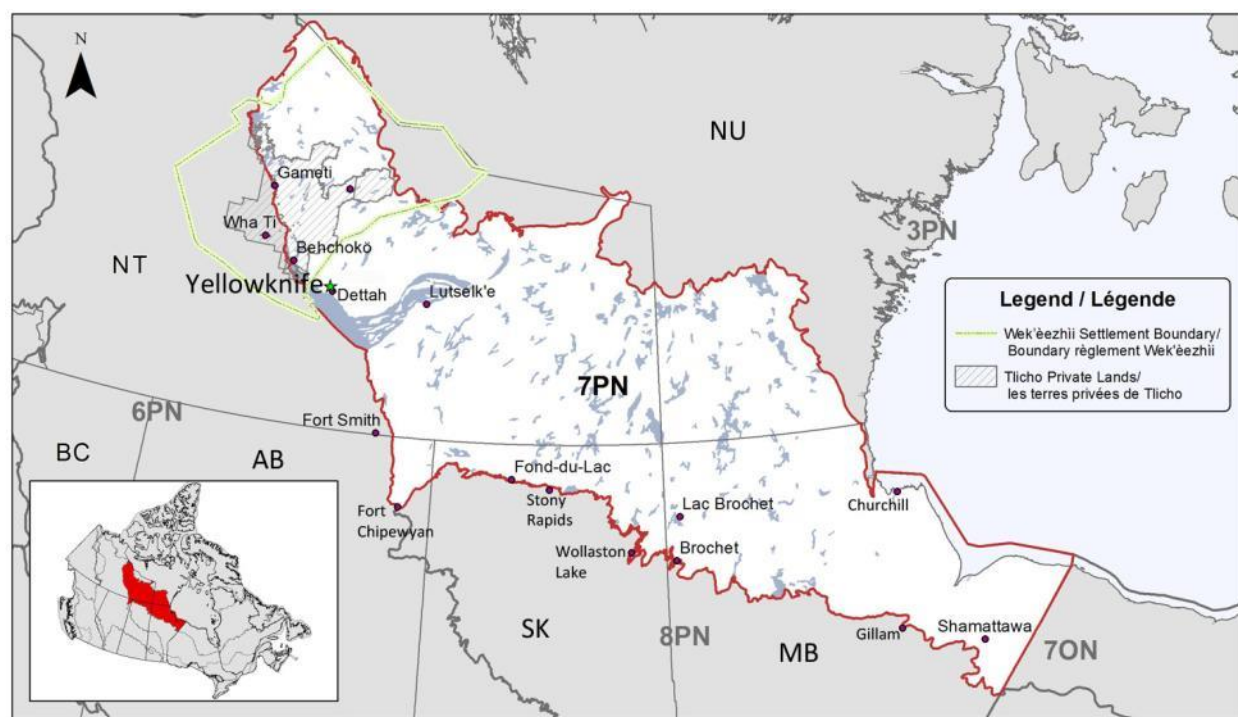 N
NU
Gameti
Wha Ti
Behchokö
3PN
NT
Yellowknife
Dettah
Lutselk'e
Legend / Légende
Wek'èezhìi Settlement Boundary/
Boundary règlement Wek'èezhìi
Tlicho Private Lands/
les terres privées de Tlicho
7PN
6PN
Fort Smith
BC
AB
Fond-du-Lac
Stony
Rapids
Fort
Chipewyan
Lac Brochet
Churchill
Wollaston
Lake
Brochet
SK
8PN
MB
Gillam
Shamattawa
7ON